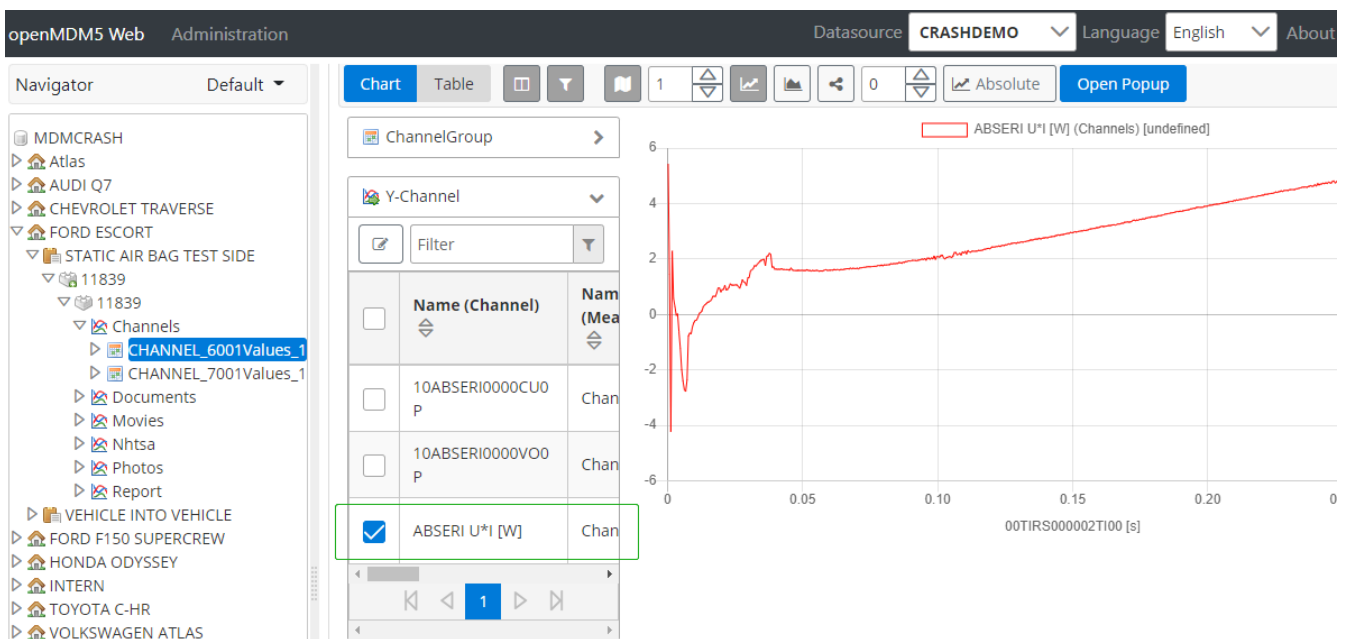 openMDM5 Web Administration Datasource CRASHDEMO Language English About
Navigator Default
Chart Table 1 0 Absolute Open Popup
MDMCRASH
Atlas
AUDI Q7
CHEVROLET TRAVERSE
FORD ESCORT
STATIC AIR BAG TEST SIDE
11839
11839
Channels
CHANNEL_6001Values_1
CHANNEL_7001Values_1
Documents
Movies
Nhtsa
Photos
Report
VEHICLE INTO VEHICLE
FORD F150 SUPERCREW
HONDA ODYSSEY
INTERN
TOYOTA C-HR
VOLKSWAGEN ATLAS
ChannelGroup
Y-Channel
Filter
Name (Channel)
Nam
(Mea
10ABSERI0000CU0
P
Chan
10ABSERI0000VO0
P
Chan
ABSERI U*I [W] Chan
1
ABSERI U*I [W] (Channels) [undefined]
6
4
2
0
-2
-4
-6
0 0.05 0.10 0.15 0.20 0
00TIRS000002TI00 [s]